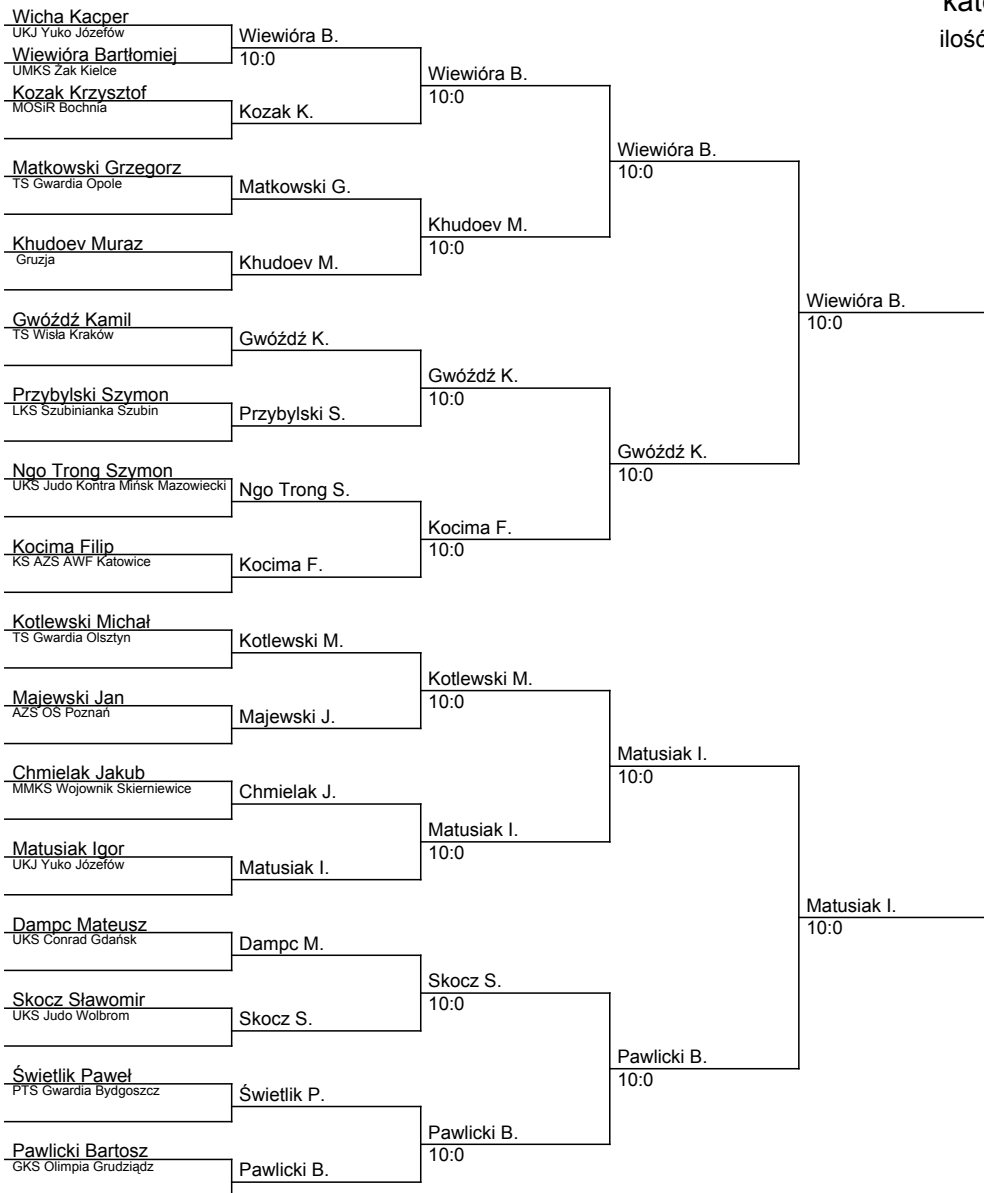 kate
ilość
Wicha Kacper
UKJ Yuko Józefów
Wiewióra Bartłomiej
UMKS Żak Kielce
Kozak Krzysztof
MOSiR Bochnia
Matkowski Grzegorz
TS Gwardia Opole
Khudoev Muraz
Gruzja
Gwóźdź Kamil
TS Wisła Kraków
Przybylski Szymon
LKS Szubinianka Szubin
Ngo Trong Szymon
UKS Judo Kontra Mińsk Mazowiecki
Kocima Filip
KS AZS AWF Katowice
Kotlewski Michał
TS Gwardia Olsztyn
Majewski Jan
AZS OŚ Poznań
Chmielak Jakub
MMKS Wojownik Skierniewice
Matusiak Igor
UKJ Yuko Józefów
Dampc Mateusz
UKS Conrad Gdańsk
Skocz Sławomir
UKS Judo Wolbrom
Świetlik Paweł
PTS Gwardia Bydgoszcz
Pawlicki Bartosz
GKS Olimpia Grudziądz
Wiewióra B.
10:0
Kozak K.
Matkowski G.
Khudoev M.
Gwóźdź K.
Przybylski S.
Ngo Trong S.
Kocima F.
Kotlewski M.
Majewski J.
Chmielak J.
Matusiak I.
Dampc M.
Skocz S.
Świetlik P.
Pawlicki B.
Wiewióra B.
10:0
Khudoev M.
10:0
Gwóźdź K.
10:0
Kocima F.
10:0
Kotlewski M.
10:0
Matusiak I.
10:0
Skocz S.
10:0
Pawlicki B.
10:0
Wiewióra B.
10:0
Gwóźdź K.
10:0
Matusiak I.
10:0
Pawlicki B.
10:0
Wiewióra B.
10:0
Matusiak I.
10:0